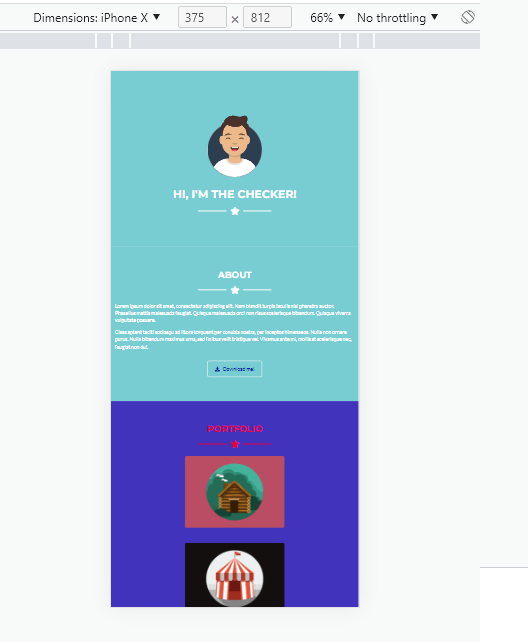 Dimensions: iPhone X ▼ 375 × 812 66% ▼ No throttling ▼
HI, I'M THE CHECKER!
ABOUT
Lorem ipsum dolor sit amet, consectetur adipiscing elit. Nam blandit turpis iaculis nisi pharetra auctor.
Phasellus mattis malesuada feugiat. Quisque malesuada orci non risus scelerisque bibendum. Quisque viverra
vulputate posuere.
Class aptent taciti sociosqu ad litora torquent per conubia nostra, per inceptos himenaeos. Nulla non ornare
purus. Nulla bibendum maximus urna, sed finibus velit tristique vel. Vivamus ante mi, mollis et scelerisque nec,
feugiat non dui.
Download me!
PORTFOLIO